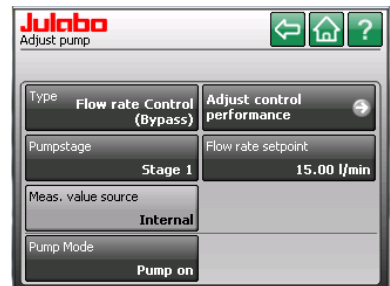 Julabo
Adjust pump
?
Type
Flow rate Control
(Bypass)
Adjust control
performance
Pumpstage
Stage 1
Flow rate setpoint
15.00 l/min
Meas. value source
Internal
Pump Mode
Pump on